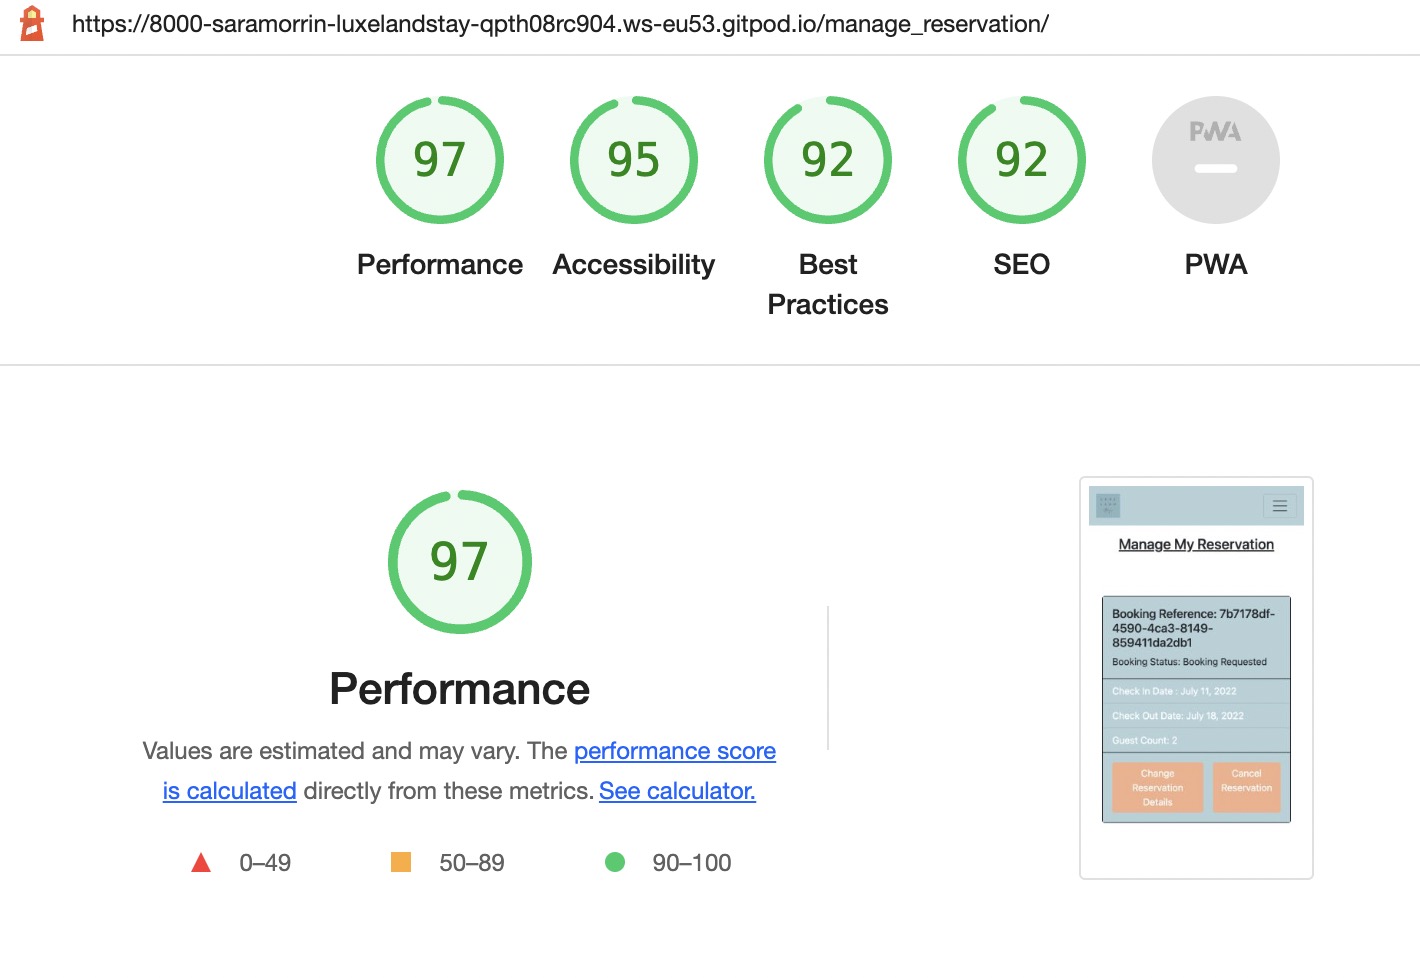 https://8000-saramorrin-luxelandstay-qpth08rc904.ws-eu53.gitpod.io/manage_reservation/
97
95
92
92
PWA
Performance
Accessibility
Best
Practices
SEO
PWA
97
Performance
Values are estimated and may vary. The performance score
is calculated directly from these metrics. See calculator.
0–49
50–89
90–100
Manage My Reservation
Booking Reference: 7b7178df-
4590-4ca3-8149-
859411da2db1
Booking Status: Booking Requested
Check In Date : July 11, 2022
Check Out Date: July 18, 2022
Guest Count: 2
Change
Reservation
Details
Cancel
Reservation